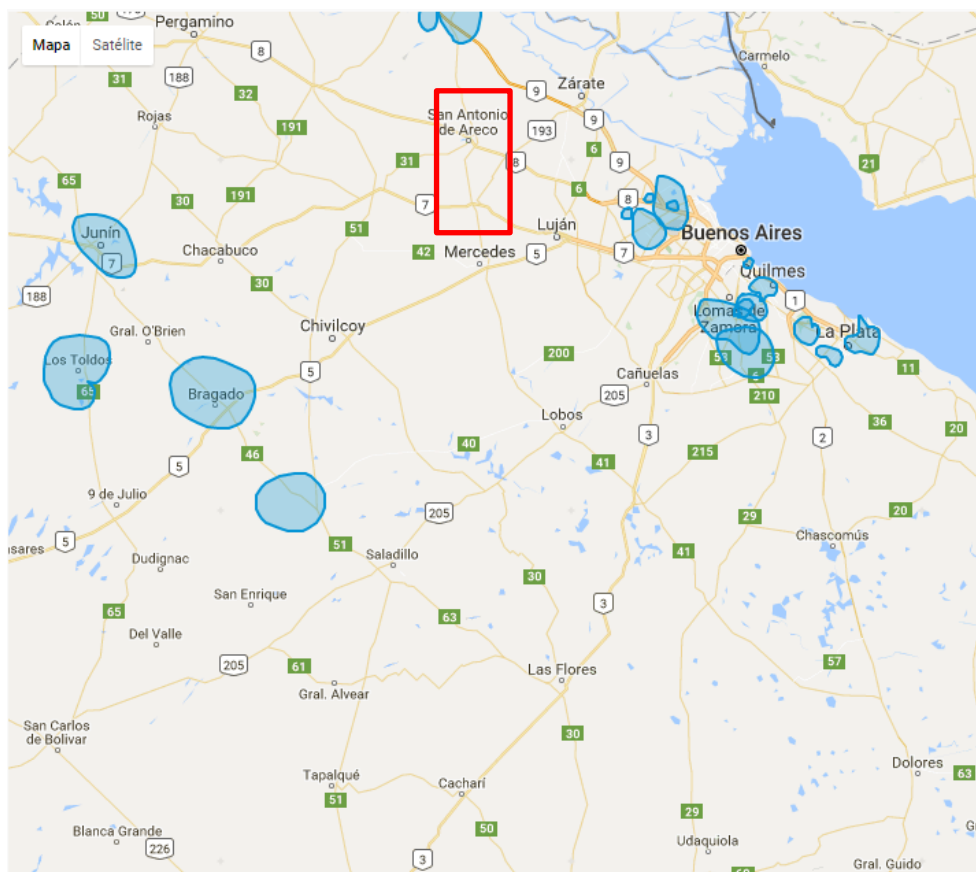 50
178
Colón
Pergamino
Mapa
Satélite
8
Carmelo
31
188
32
9
Zárate
Rojas
191
San Antonio
de Areco
193
9
6
9
21
31
8
65
30
191
6
8
7
51
Luján
Junín
7
Chacabuco
42
Mercedes
5
7
Buenos Aires
Quilmes
188
30
1
Gral. O'Brien
Chivilcoy
Lomas de
Zamora
La Plata
Los Toldos
65
5
200
53
53
6
11
Bragado
Cañuelas
205
210
Lobos
36
20
46
40
3
2
5
41
215
9 de Julio
205
29
20
5
51
Saladillo
41
Chascomús
Dudignac
30
San Enrique
65
63
3
Del Valle
205
61
57
Las Flores
Gral. Alvear
San Carlos
de Bolivar
30
Dolores
63
Tapalqué
51
Cacharí
29
Blanca Grande
226
50
Udaquiola
3
Gral. Guido